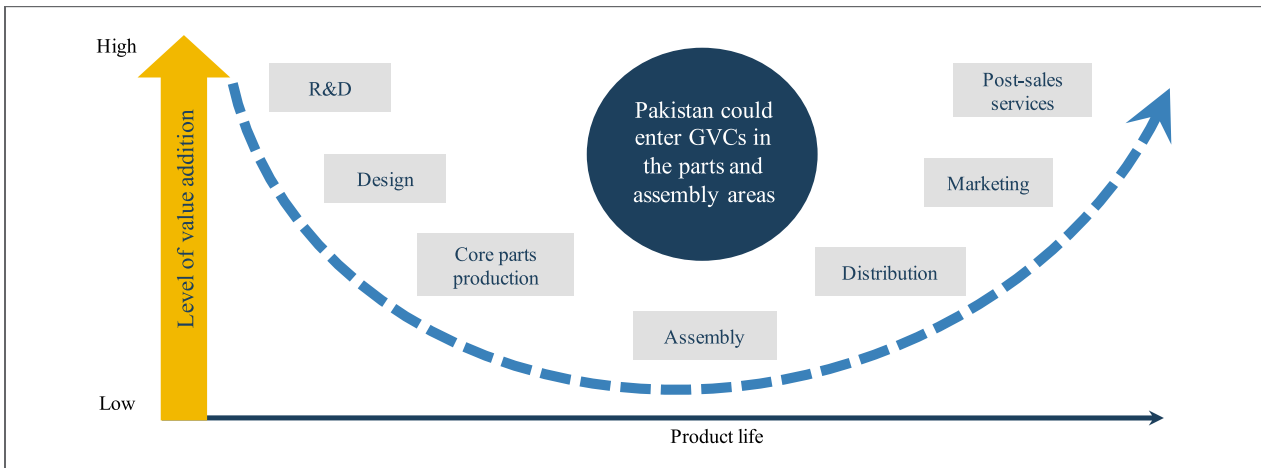 High
R&D
Pakistan could
enter GVCs in
the parts and
assembly areas
Post-sales
services
Level of value addition
Design
Marketing
Core parts
production
Distribution
Assembly
Low
Product life